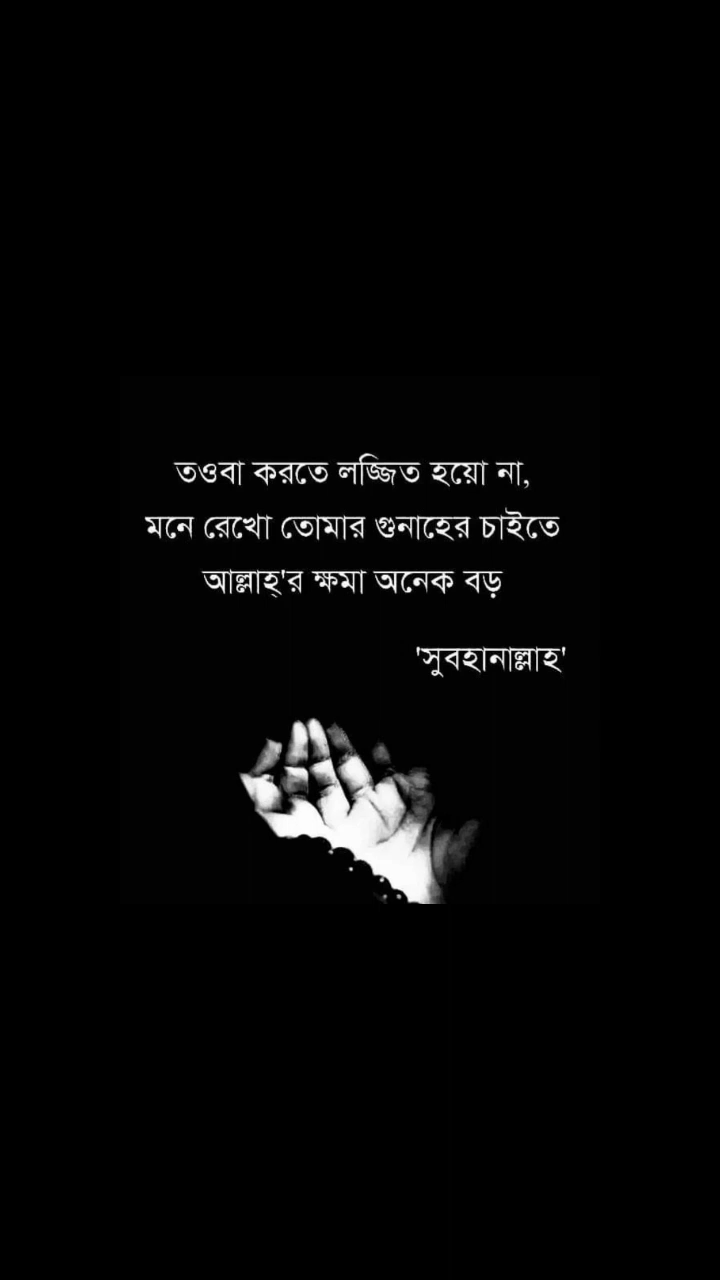 তওবা করতে লজ্জিত হয়ো না,
মনে রেখো তোমার গুনাহের চাইতে
আল্লাহ্'র ক্ষমা অনেক বড়
'সুবহানাল্লাহ'